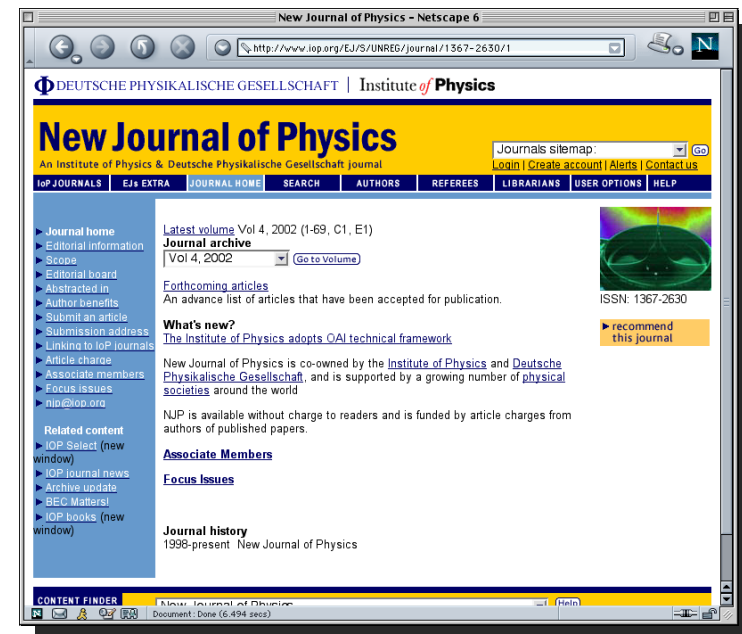 New Journal of Physics - Netscape 6
http://www.iop.org/EJ/S/UNREG/journal/1367-2630/1
N
ΦDEUTSCHE PHYSIKALISCHE GESELLSCHAFT | Institute of Physics
New Journal of Physics
An Institute of Physics & Deutsche Physikalische Gesellschaft journal
Journals sitemap:
Go
Login | Create account | Alerts | Contact us
IoP JOURNALS EJs EXTRA JOURNAL HOME SEARCH AUTHORS REFEREES LIBRARIANS USER OPTIONS HELP
Journal home
Editorial information
Scope
Editorial board
Abstracted in
Author benefits
Submit an article
Submission address
Linking to IoP journals
Article charge
Associate members
Focus issues
njp@iop.org
Related content
IOP Select (new
window)
IOP journal news
Archive update
BEC Matters!
IOP books (new
window)
Latest volume Vol 4, 2002 (1-69, C1, E1)
Journal archive
Vol 4, 2002
Go to Volume
Forthcoming articles
An advance list of articles that have been accepted for publication.
What's new?
The Institute of Physics adopts OAI technical framework
New Journal of Physics is co-owned by the Institute of Physics and Deutsche
Physikalische Gesellschaft, and is supported by a growing number of physical
societies around the world
NJP is available without charge to readers and is funded by article charges from
authors of published papers.
Associate Members
Focus Issues
Journal history
1998-present New Journal of Physics
ISSN: 1367-2630
recommend
this journal
CONTENT FINDER
New Journal of Physics
Help
N
Document: Done (6.494 secs)